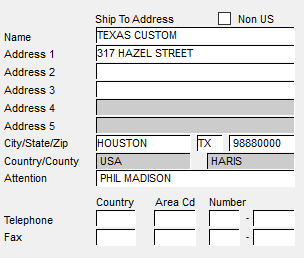 Ship To Address Non US
Name TEXAS CUSTOM
Address 1 317 HAZEL STREET
Address 2
Address 3
Address 4
Address 5
City/State/Zip HOUSTON TX 98880000
Country/County USA HARIS
Attention PHIL MADISON
Country Area Cd Number
Telephone -
Fax -